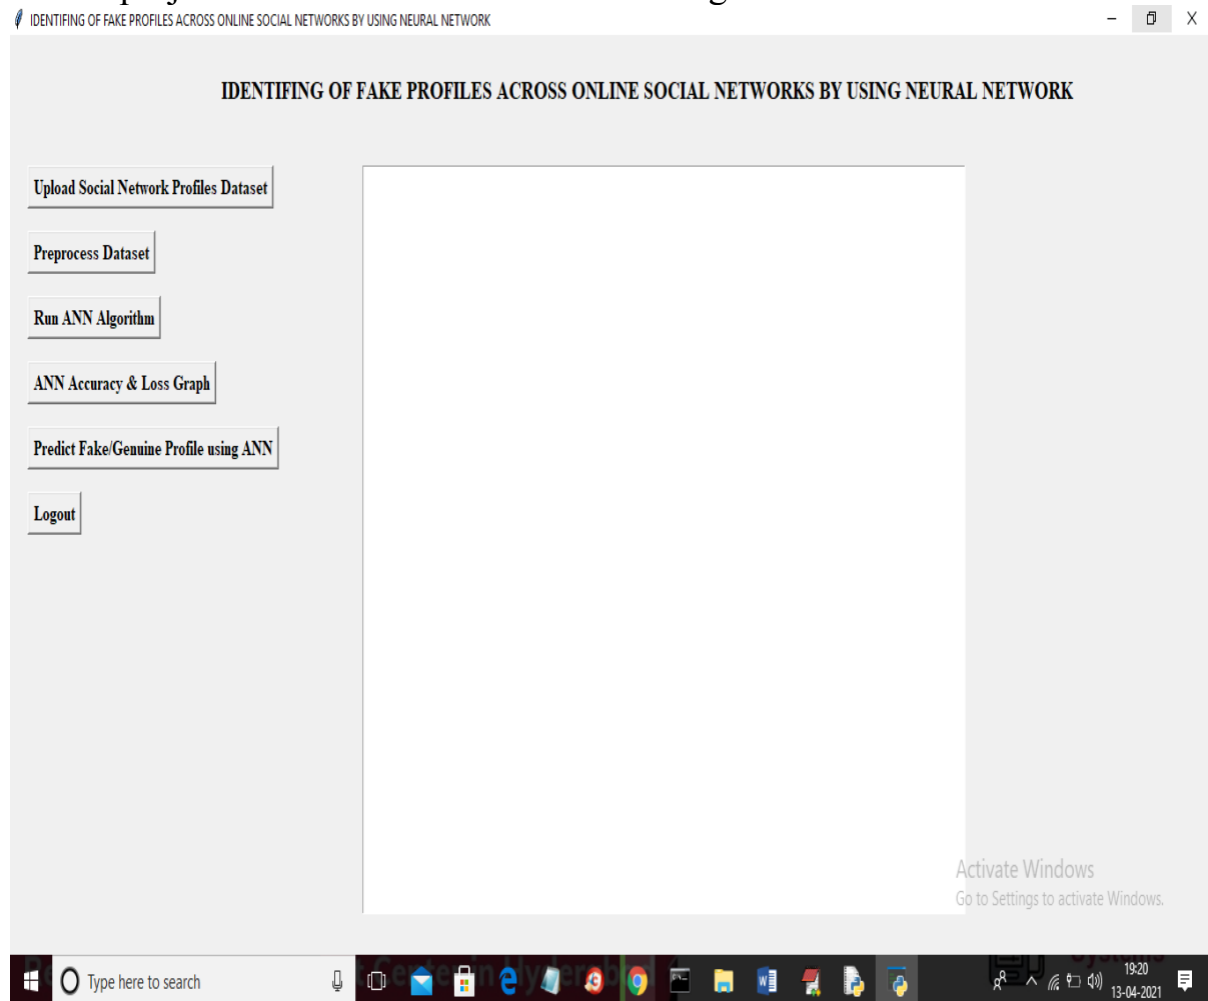 IDENTIFING OF FAKE PROFILES ACROSS ONLINE SOCIAL NETWORKS BY USING NEURAL NETWORK
IDENTIFING OF FAKE PROFILES ACROSS ONLINE SOCIAL NETWORKS BY USING NEURAL NETWORK
Upload Social Network Profiles Dataset
Preprocess Dataset
Run ANN Algorithm
ANN Accuracy & Loss Graph
Predict Fake/Genuine Profile using ANN
Logout
Activate Windows
Go to Settings to activate Windows.
Systems
Type here to search
19:20
13-04-2021